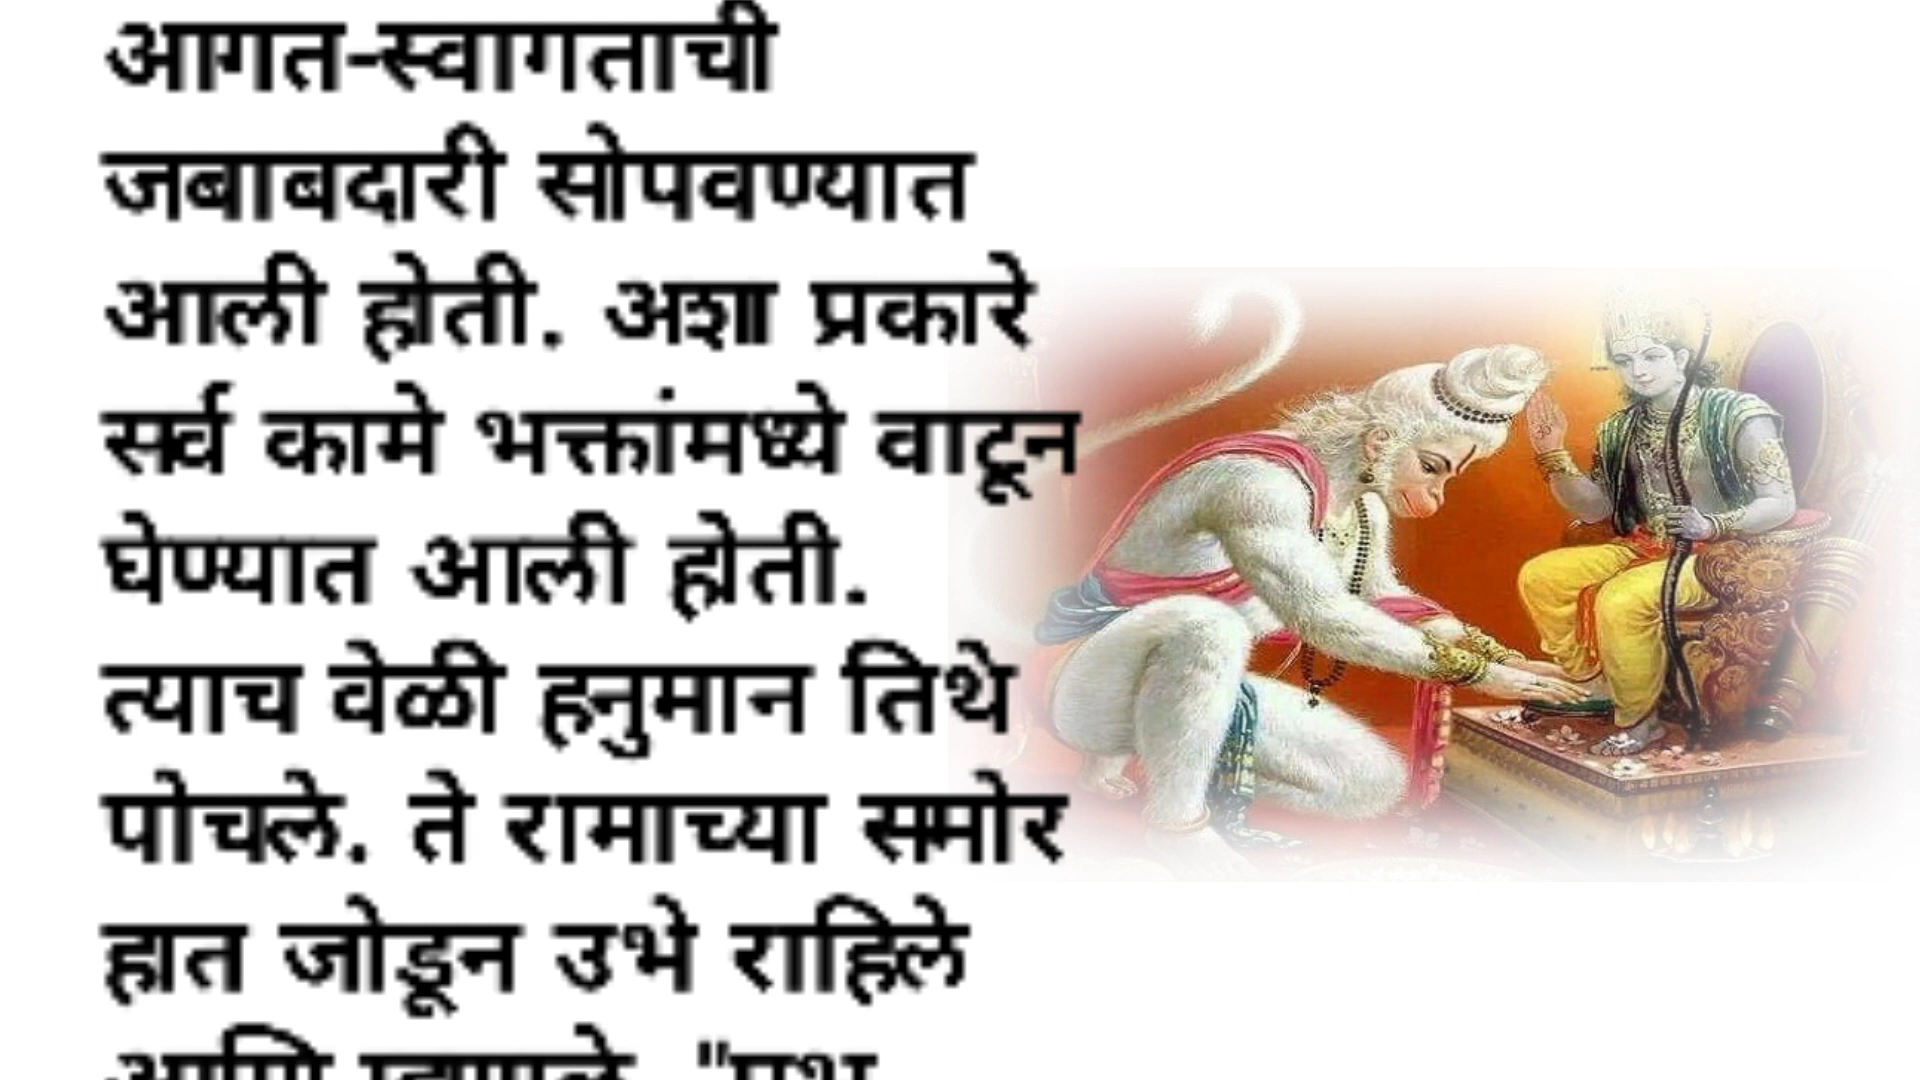 आगत-स्वागताची
जबाबदारी सोपवण्यात
आली होती. अशा प्रकारे
सर्व कामे भक्तांमध्ये वाटून
घेण्यात आली होती.
त्याच वेळी हनुमान तिथे
पोचले. ते रामाच्या समोर
हात जोडून उभे राहिले